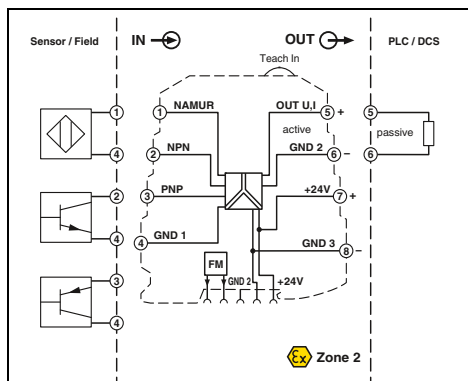 Sensor / Field
IN
OUT
PLC / DCS
Teach In
1
1
NAMUR
OUT U,I
5
+
5
active
passive
4
2
NPN
GND 2
6
–
6
2
3
PNP
+24V
7
+
4
4
GND 1
GND 3
8
–
3
FM
GND 2
+24V
4
Ex
Zone 2